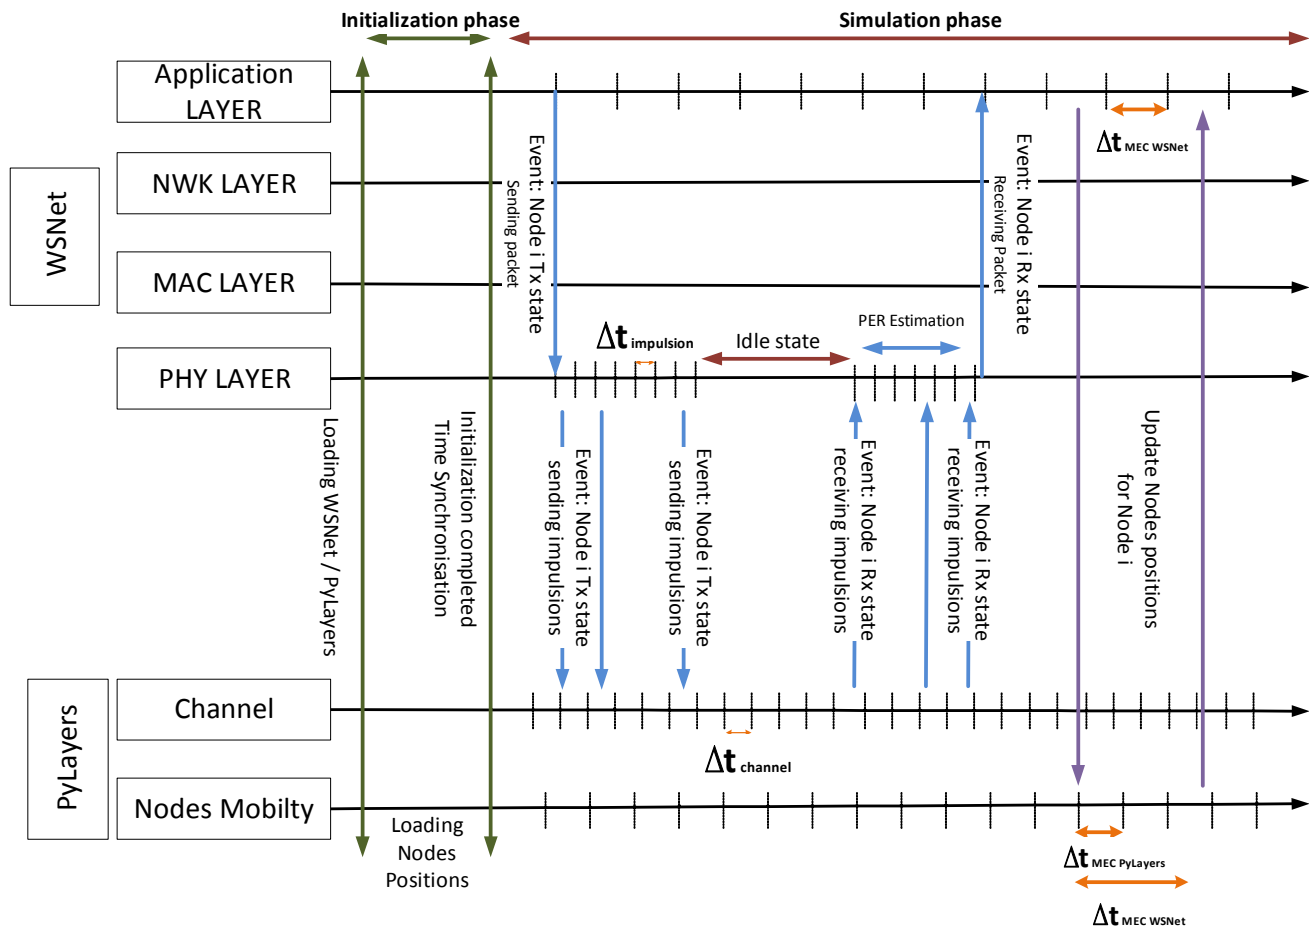 Initialization phase
Simulation phase
Application
LAYER
NWK LAYER
MAC LAYER
PHY LAYER
WSNet
Event: Node i Tx state
Sending packet
Event: Node i Rx state
Receiving Packet
Δt MEC WSNet
Δt impulsion
Idle state
PER Estimation
Loading WSNet / PyLayers
Initialization completed
Time Synchronisation
Event: Node i Tx state
sending impulsions
Event: Node i Tx state
sending impulsions
Event: Node i Rx state
receiving impulsions
Event: Node i Rx state
receiving impulsions
Update Nodes positions
for Node i
PyLayers
Channel
Δt channel
Nodes Mobilty
Loading
Nodes
Positions
Δt MEC PyLayers
Δt MEC WSNet